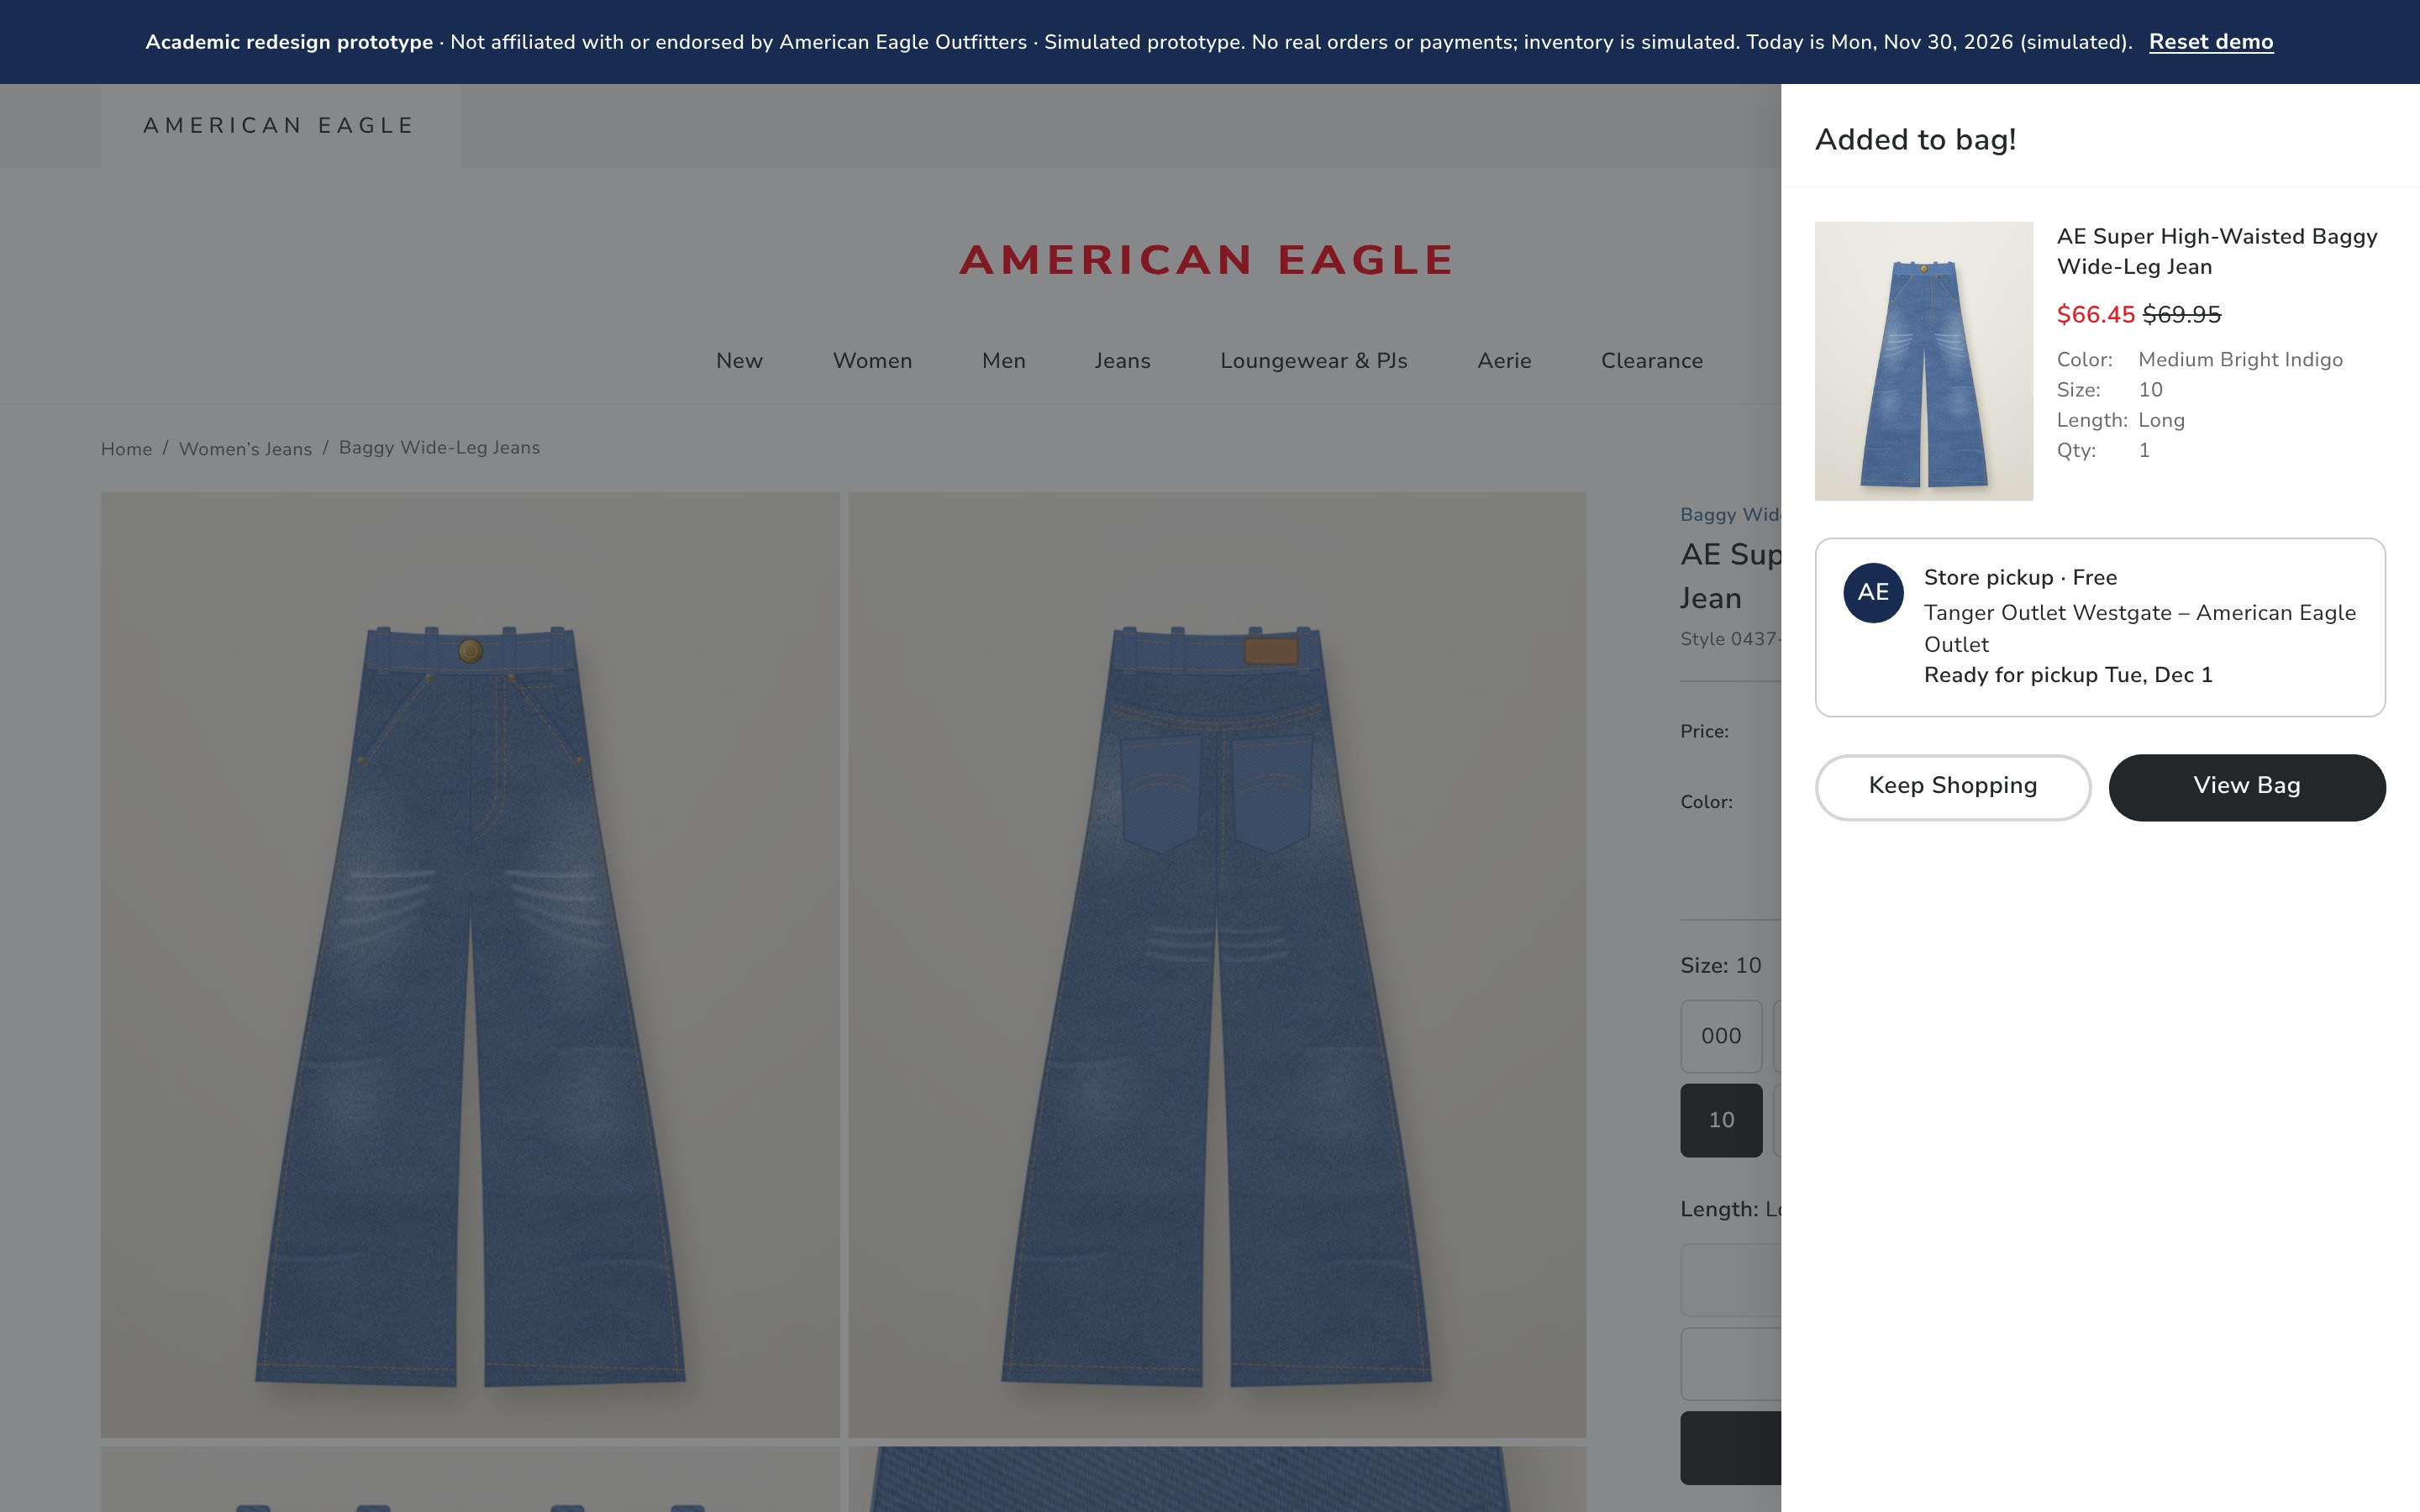 Academic redesign prototype · Not affiliated with or endorsed by American Eagle Outfitters · Simulated prototype. No real orders or payments; inventory is simulated. Today is Mon, Nov 30, 2026 (simulated). Reset demo
AMERICAN EAGLE
AMERICAN EAGLE
New Women Men Jeans Loungewear & PJs Aerie Clearance
Home / Women's Jeans / Baggy Wide-Leg Jeans
Baggy
AE
Jean
Style 0437-
Price:
Color:
Size: 10
000
10
Length:
Added to bag!
AE Super High-Waisted Baggy
Wide-Leg Jean
$66.45 $69.95
Color: Medium Bright Indigo
Size: 10
Length: Long
Qty: 1
AE
Store pickup · Free
Tanger Outlet Westgate – American Eagle
Outlet
Ready for pickup Tue, Dec 1
Keep Shopping
View Bag